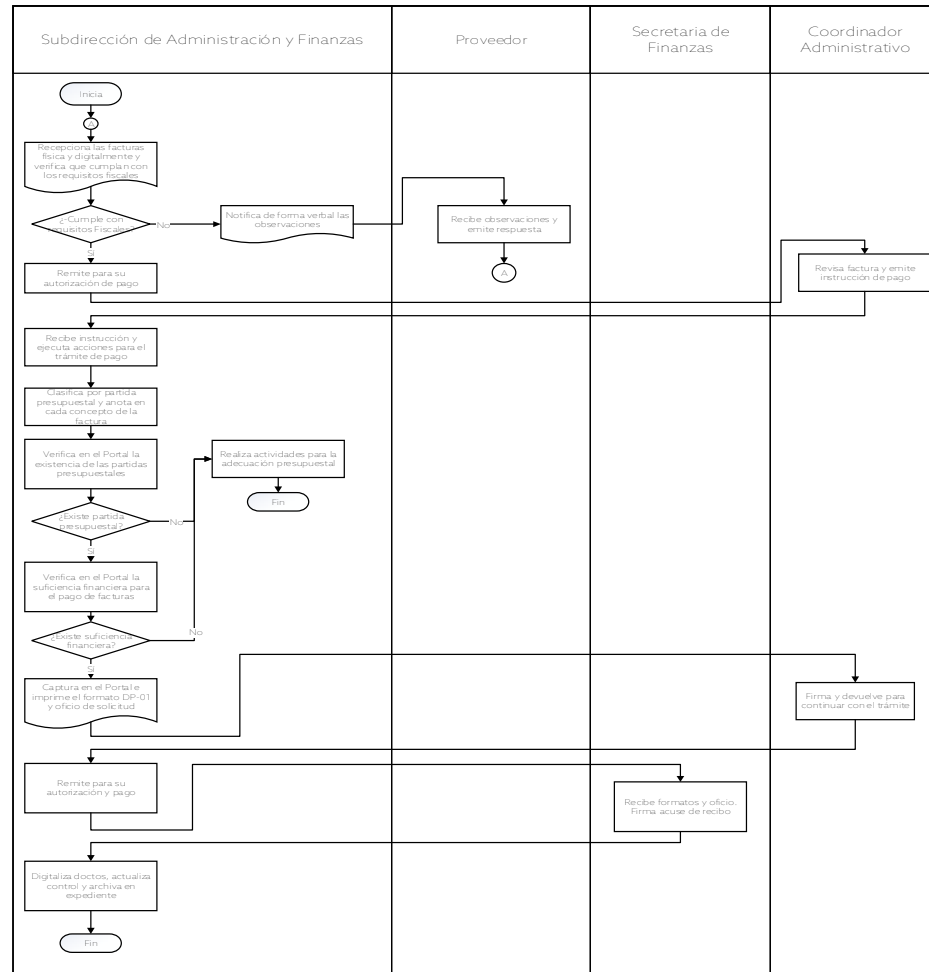 Subdirección de Administración y Finanzas
Proveedor
Secretaria de
Finanzas
Coordinador
Administrativo
Inicia
A
Recepciona las facturas
física y digitalmente y
verifica que cumplan con
los requisitos fiscales
¿-Cumple con
requisitos Fiscales?
No
Notifica de forma verbal las
observaciones
Recibe observaciones y
emite respuesta
A
Sí
Remite para su
autorización de pago
Revisa factura y emite
instrucción de pago
Recibe instrucción y
ejecuta acciones para el
trámite de pago
Clasifica por partida
presupuestal y anota en
cada concepto de la
factura
Verifica en el Portal la
existencia de las partidas
presupuestales
Realiza actividades para la
adecuación presupuestal
Fin
¿Existe partida
presupuestal?
No
Sí
Verifica en el Portal la
suficiencia financiera para
el pago de facturas
¿Existe suficiencia
financiera?
No
Sí
Captura en el Portal e
imprime el formato DP-01
y oficio de solicitud
Firma y devuelve para
continuar con el trámite
Remite para su
autorización y pago
Recibe formatos y oficio.
Firma acuse de recibo
Digitaliza doctos, actualiza
control y archiva en
expediente
Fin